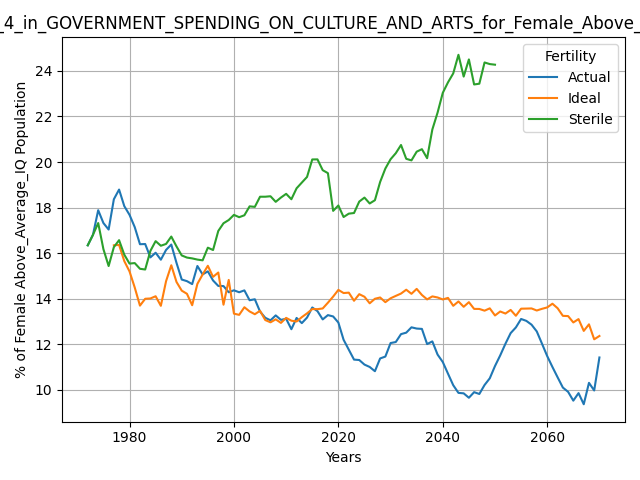 _4_in_GOVERNMENT_SPENDING_ON_CULTURE_AND_ARTS_for_Female_Above_
Fertility
Actual
Ideal
Sterile
% of Female Above_Average_IQ Population
24
22
20
18
16
14
12
10
1980
2000
2020
2040
2060
Years